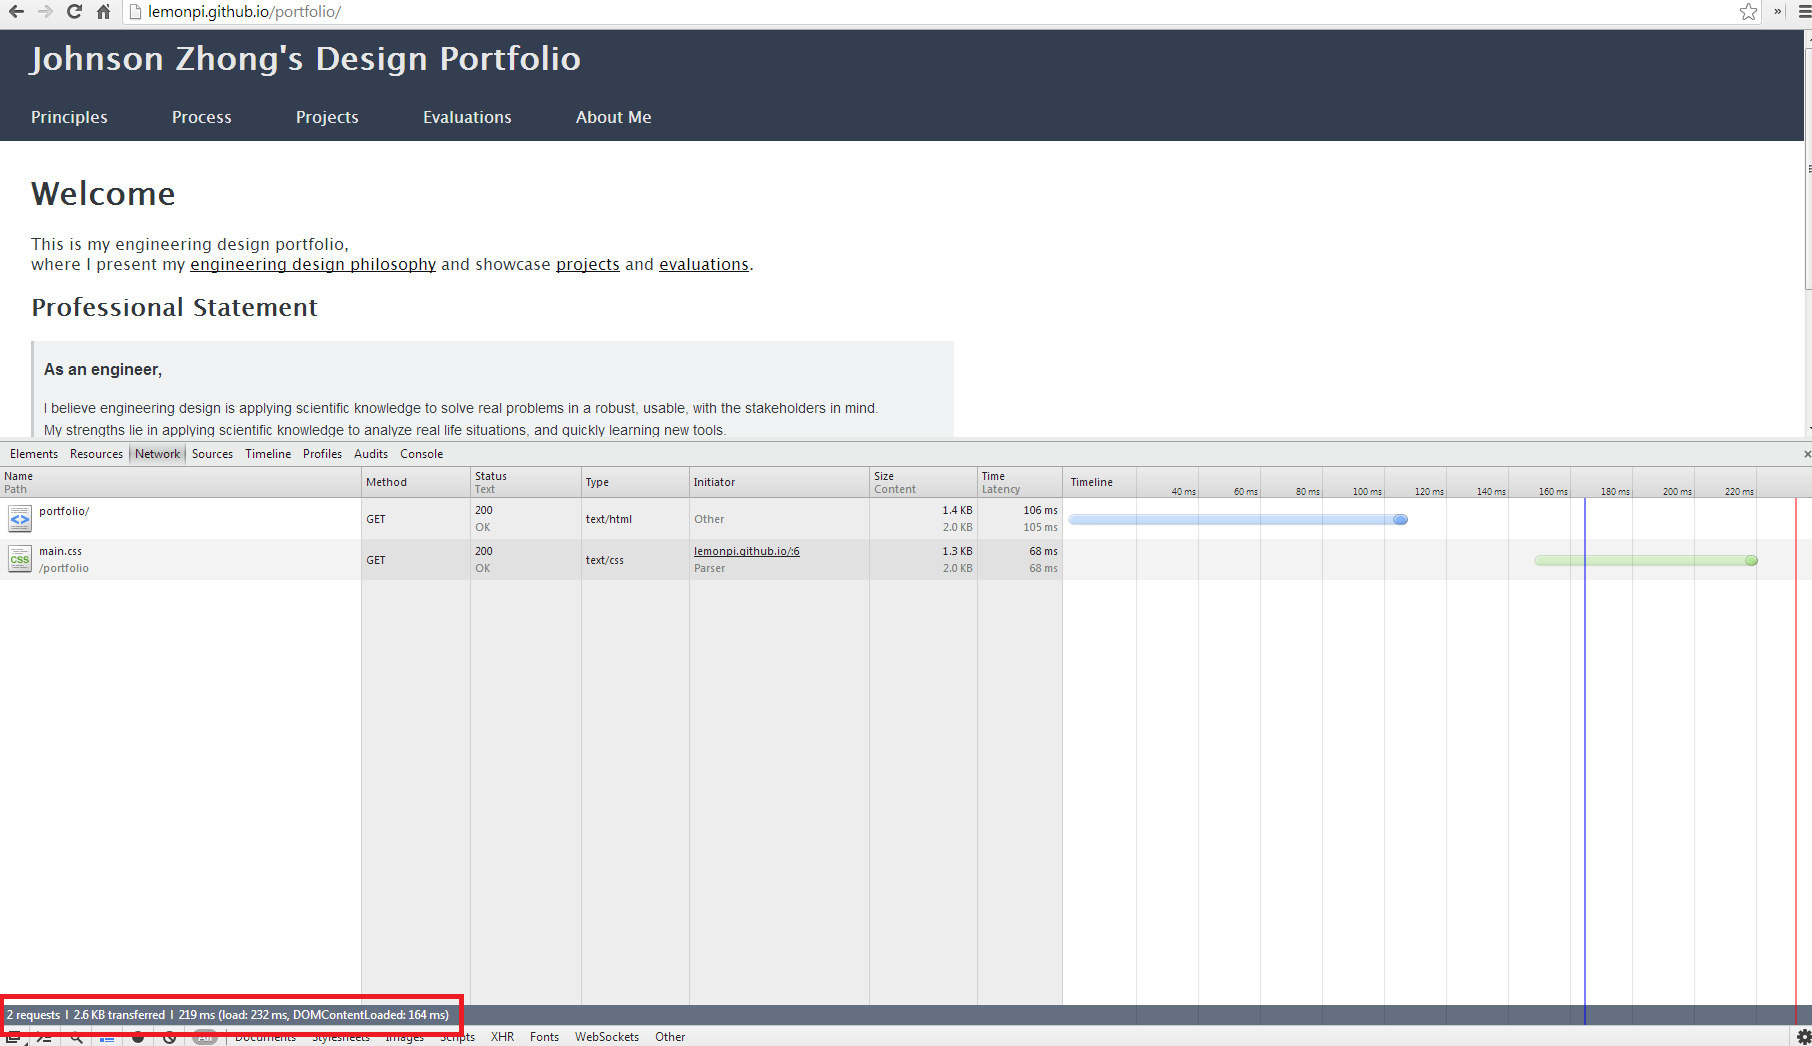 lemonpi.github.io/portfolio/
Johnson Zhong's Design Portfolio
Principles Process Projects Evaluations About Me
Welcome
This is my engineering design portfolio,
where I present my engineering design philosophy and showcase projects and evaluations.
Professional Statement
As an engineer,
I believe engineering design is applying scientific knowledge to solve real problems in a robust, usable, with the stakeholders in mind.
My strengths lie in applying scientific knowledge to analyze real life situations, and quickly learning new tools.
Elements Resources Network Sources Timeline Profiles Audits Console
Name Method Status Type Initiator Size Time Timeline
Path Text Content Latency 40 ms 60 ms 80 ms 100 ms 120 ms 140 ms 160 ms 180 ms 200 ms 220 ms
portfolio/ GET 200 text/html Other 1.4 KB 106 ms
OK 2.0 KB 105 ms
main.css GET 200 text/css lemonpi.github.io/:6 1.3 KB 68 ms
/portfolio OK Parser 2.0 KB 68 ms
2 requests | 2.6 KB transferred | 219 ms (load: 232 ms, DOMContentLoaded: 164 ms)
All Documents Stylesheets Images Scripts XHR Fonts WebSockets Other